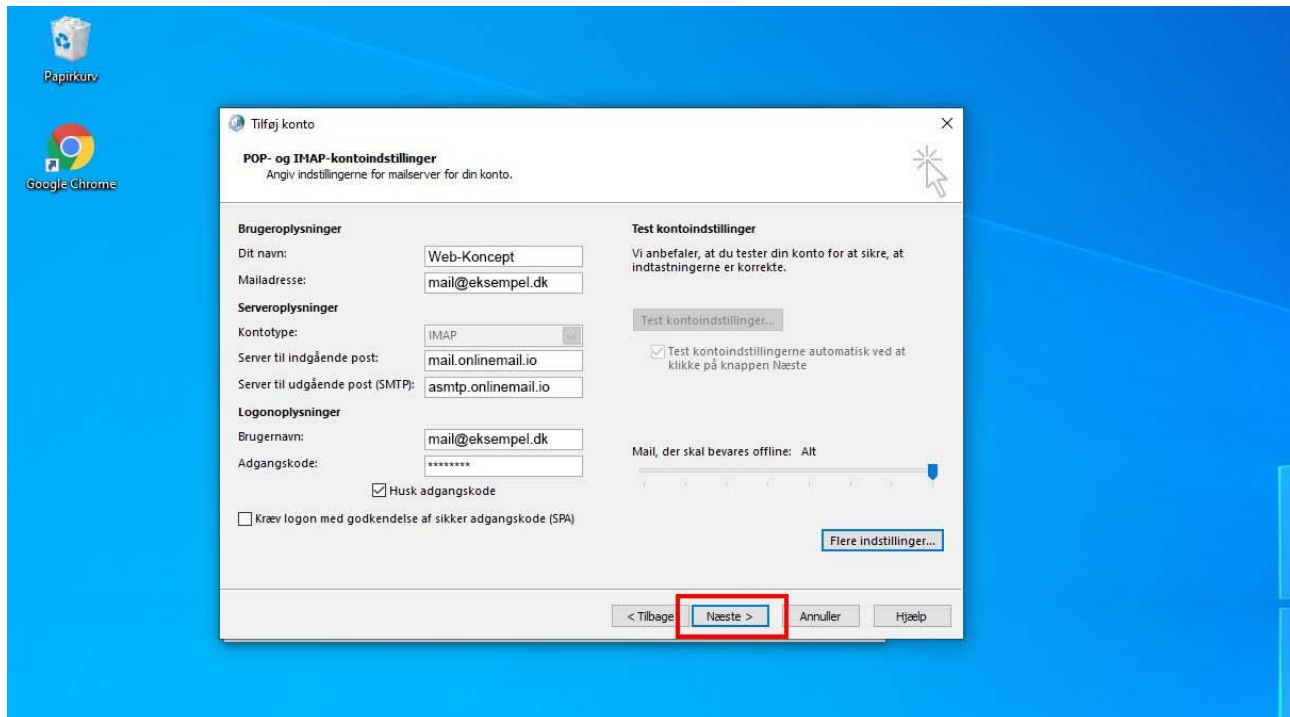 Papirkurv
Google Chrome
Tilføj konto
POP- og IMAP-kontoindstillinger
Angiv indstillingerne for mailserver for din konto.
Brugeroplysninger
Dit navn:
Web-Koncept
Mailadresse:
mail@eksempel.dk
Serveroplysninger
Kontotype:
IMAP
Server til indgående post:
mail.onlinemail.io
Server til udgående post (SMTP):
asmtp.onlinemail.io
Logonoplysninger
Brugernavn:
mail@eksempel.dk
Adgangskode:
********
Husk adgangskode
Kræv logon med godkendelse af sikker adgangskode (SPA)
Test kontoindstillinger
Vi anbefaler, at du tester din konto for at sikre, at
indtastningerne er korrekte.
Test kontoindstillinger...
Test kontoindstillingerne automatisk ved at
klikke på knappen Næste
Mail, der skal bevares offline: Alt
Flere indstillinger...
< Tilbage
Næste >
Annuller
Hjælp